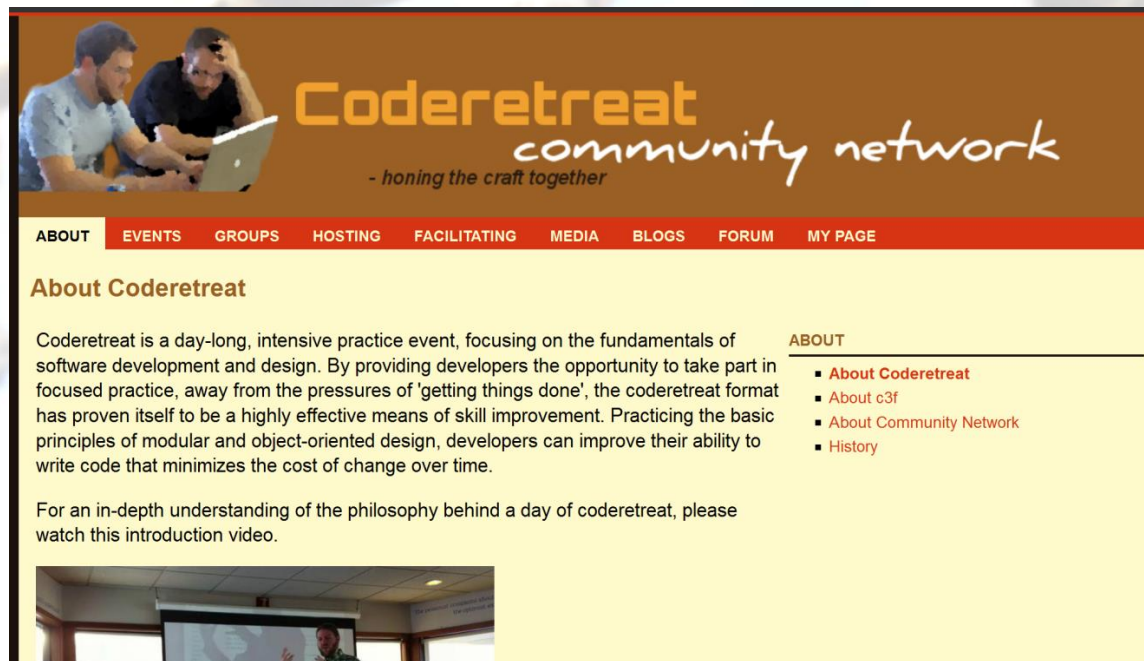 Coderetreat
community network
- honing the craft together
ABOUT EVENTS GROUPS HOSTING FACILITATING MEDIA BLOGS FORUM MY PAGE
About Coderetreat
Coderetreat is a day-long, intensive practice event, focusing on the fundamentals of
software development and design. By providing developers the opportunity to take part in
focused practice, away from the pressures of 'getting things done', the coderetreat format
has proven itself to be a highly effective means of skill improvement. Practicing the basic
principles of modular and object-oriented design, developers can improve their ability to
write code that minimizes the cost of change over time.
For an in-depth understanding of the philosophy behind a day of coderetreat, please
watch this introduction video.
ABOUT
About Coderetreat
About c3f
About Community Network
History